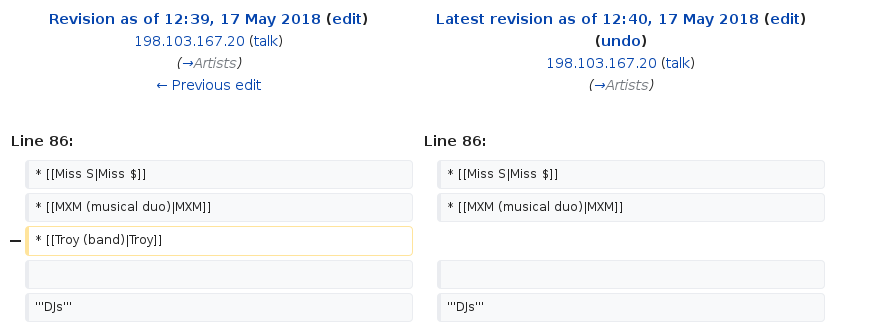 Revision as of 12:39, 17 May 2018 (edit)
198.103.167.20 (talk)
(→Artists)
← Previous edit
Latest revision as of 12:40, 17 May 2018 (edit)
(undo)
198.103.167.20 (talk)
(→Artists)
Line 86:
Line 86:
* [[Miss S|Miss $]]
* [[Miss S|Miss $]]
* [[MXM (musical duo)|MXM]]
* [[MXM (musical duo)|MXM]]
− * [[Troy (band)|Troy]]
'''DJs'''
'''DJs'''